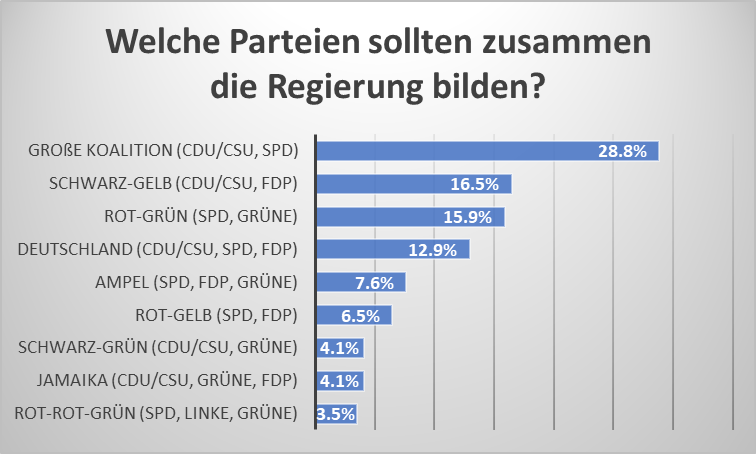 Welche Parteien sollten zusammen
die Regierung bilden?
GROßE KOALITION (CDU/CSU, SPD) 28.8%
SCHWARZ-GELB (CDU/CSU, FDP) 16.5%
ROT-GRÜN (SPD, GRÜNE) 15.9%
DEUTSCHLAND (CDU/CSU, SPD, FDP) 12.9%
AMPEL (SPD, FDP, GRÜNE) 7.6%
ROT-GELB (SPD, FDP) 6.5%
SCHWARZ-GRÜN (CDU/CSU, GRÜNE) 4.1%
JAMAIKA (CDU/CSU, GRÜNE, FDP) 4.1%
ROT-ROT-GRÜN (SPD, LINKE, GRÜNE) 3.5%